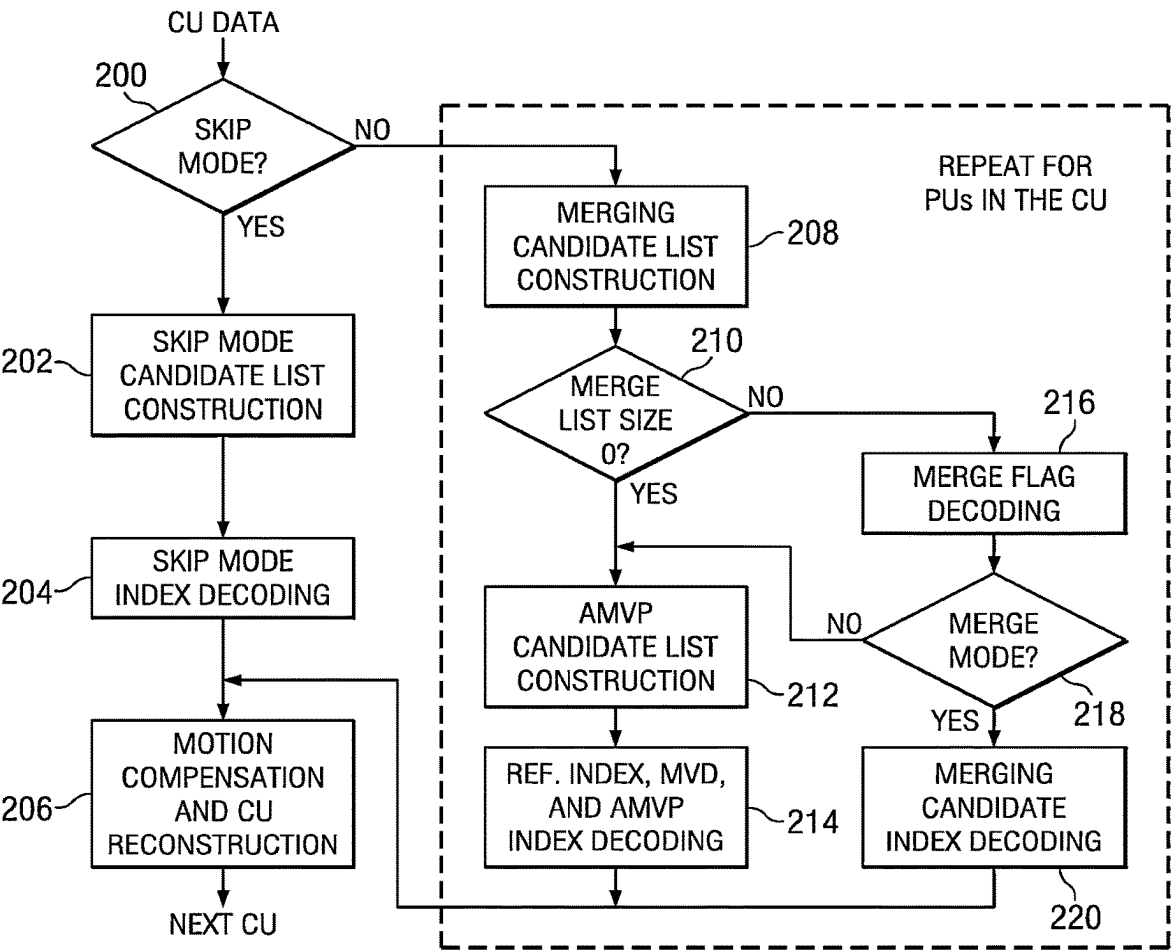 CU DATA
200
SKIP
MODE?
NO
YES
202
SKIP MODE
CANDIDATE LIST
CONSTRUCTION
204
SKIP MODE
INDEX DECODING
206
MOTION
COMPENSATION
AND CU
RECONSTRUCTION
NEXT CU
REPEAT FOR
PUs IN THE CU
MERGING
CANDIDATE LIST
CONSTRUCTION
208
210
MERGE
LIST SIZE
0?
NO
YES
216
MERGE FLAG
DECODING
AMVP
CANDIDATE LIST
CONSTRUCTION
212
NO
MERGE
MODE?
218
YES
REF. INDEX, MVD,
AND AMVP
INDEX DECODING
214
MERGING
CANDIDATE
INDEX DECODING
220